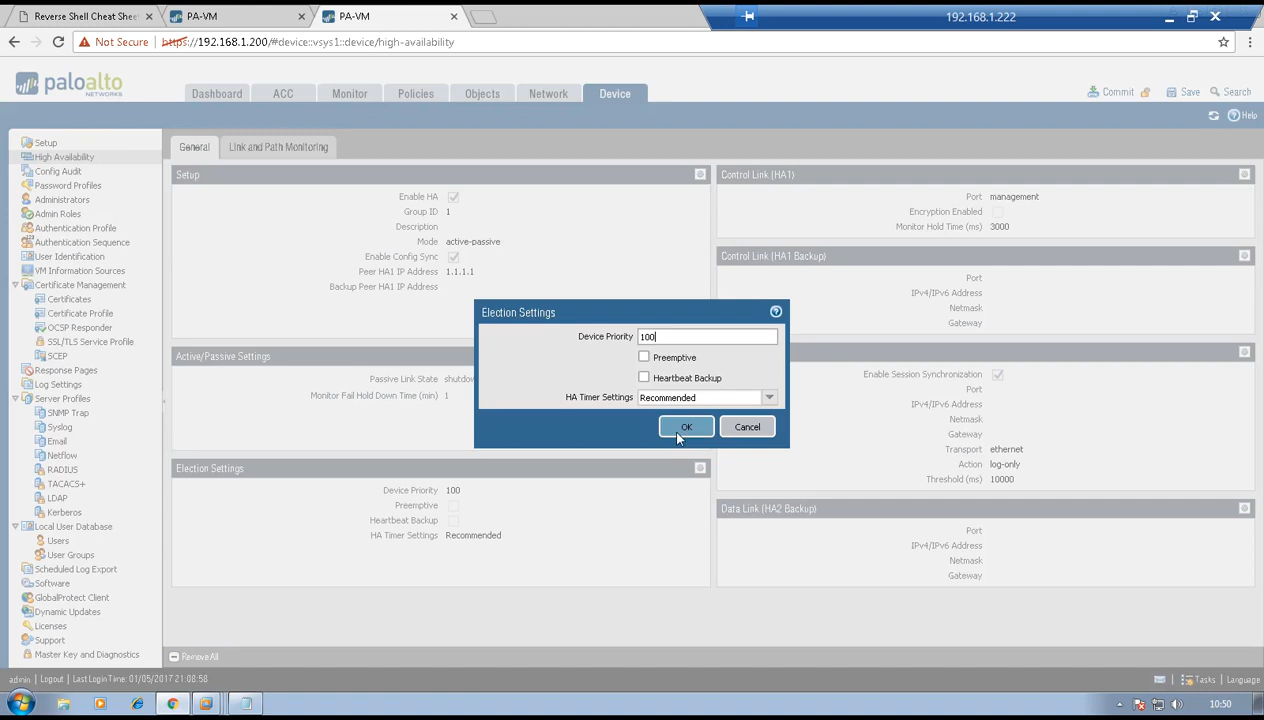 Reverse Shell Cheat Shee
PA-VM
PA-VM
192.168.1.222
Not Secure
https://192.168.1.200/#device::vsys1::device/high-availability
paloalto
NETWORKS
Dashboard
ACC
Monitor
Policies
Objects
Network
Device
Commit
Save
Search
Help
Setup
High Availability
Config Audit
Password Profiles
Administrators
Admin Roles
Authentication Profile
Authentication Sequence
User Identification
VM Information Sources
Certificate Management
Certificates
Certificate Profile
OCSP Responder
SSL/TLS Service Profile
SCEP
Response Pages
Log Settings
Server Profiles
SNMP Trap
Syslog
Email
Netflow
RADIUS
TACACS+
LDAP
Kerberos
Local User Database
Users
User Groups
Scheduled Log Export
Software
GlobalProtect Client
Dynamic Updates
Licenses
Support
Master Key and Diagnostics
General
Link and Path Monitoring
Setup
Enable HA
Group ID 1
Description
Mode active-passive
Enable Config Sync
Peer HA1 IP Address 1.1.1.1
Backup Peer HA1 IP Address
Active/Passive Settings
Passive Link State shutdow
Monitor Fail Hold Down Time (min) 1
Election Settings
Device Priority 100
Preemptive
Heartbeat Backup
HA Timer Settings Recommended
Election Settings
Device Priority 100
Preemptive
Heartbeat Backup
HA Timer Settings Recommended
OK
Cancel
Control Link (HA1)
Port management
Encryption Enabled
Monitor Hold Time (ms) 3000
Control Link (HA1 Backup)
Port
IPv4/IPv6 Address
Netmask
Gateway
Enable Session Synchronization
Port
IPv4/IPv6 Address
Netmask
Gateway
Transport ethernet
Action log-only
Threshold (ms) 10000
Data Link (HA2 Backup)
Port
IPv4/IPv6 Address
Netmask
Gateway
Remove All
admin | Logout | Last Login Time: 01/05/2017 21:08:58
Tasks | Language
10:50